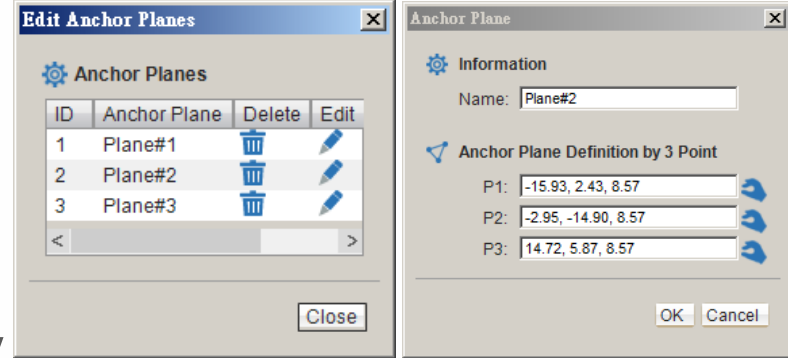 Edit Anchor Planes
Anchor Planes
ID Anchor Plane Delete Edit
1 Plane#1
2 Plane#2
3 Plane#3
< >
Close
Anchor Plane
Information
Name: Plane#2
Anchor Plane Definition by 3 Point
P1: -15.93, 2.43, 8.57
P2: -2.95, -14.90, 8.57
P3: 14.72, 5.87, 8.57
OK Cancel